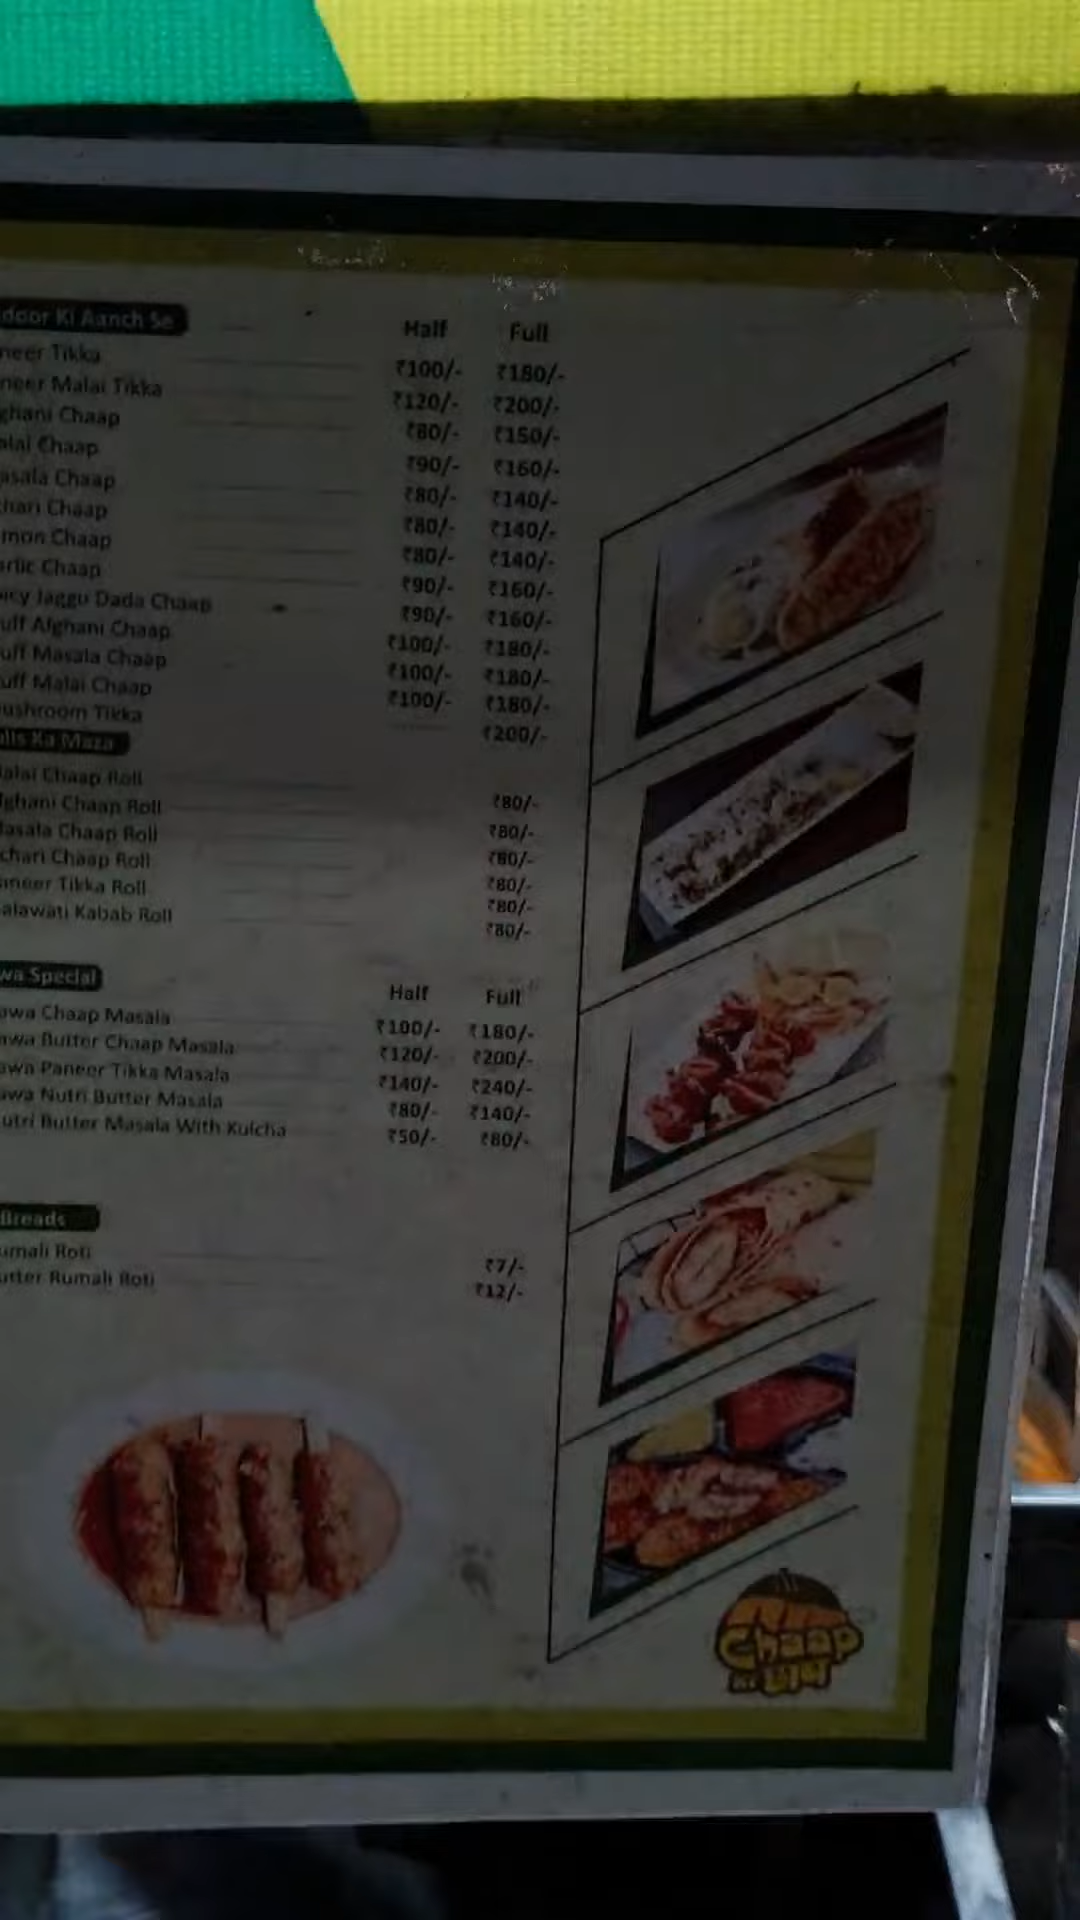 door Ki Aanch Se Half Full
neer Tikka ₹100/- ₹180/-
neer Malai Tikka ₹120/- ₹200/-
ghani Chaap ₹80/- ₹150/-
alai Chaap ₹90/- ₹160/-
asala Chaap ₹80/- ₹140/-
hari Chaap ₹80/- ₹140/-
mon Chaap ₹80/- ₹140/-
arlic Chaap ₹90/- ₹160/-
icy Jaggu Dada Chaap ₹90/- ₹160/-
uff Afghani Chaap ₹100/- ₹180/-
uff Masala Chaap ₹100/- ₹180/-
uff Malai Chaap ₹100/- ₹180/-
ushroom Tikka ₹200/-
olls Ka Maza
alai Chaap Roll ₹80/-
fghani Chaap Roll ₹80/-
asala Chaap Roll ₹80/-
chari Chaap Roll ₹80/-
aneer Tikka Roll ₹80/-
alawati Kabab Roll ₹80/-
wa Special Half Full
awa Chaap Masala ₹100/- ₹180/-
awa Butter Chaap Masala ₹120/- ₹200/-
awa Paneer Tikka Masala ₹140/- ₹240/-
awa Nutri Butter Masala ₹80/- ₹140/-
utri Butter Masala With Kulcha ₹50/- ₹80/-
Breads
umali Roti ₹7/-
utter Rumali Roti ₹12/-
Chaap